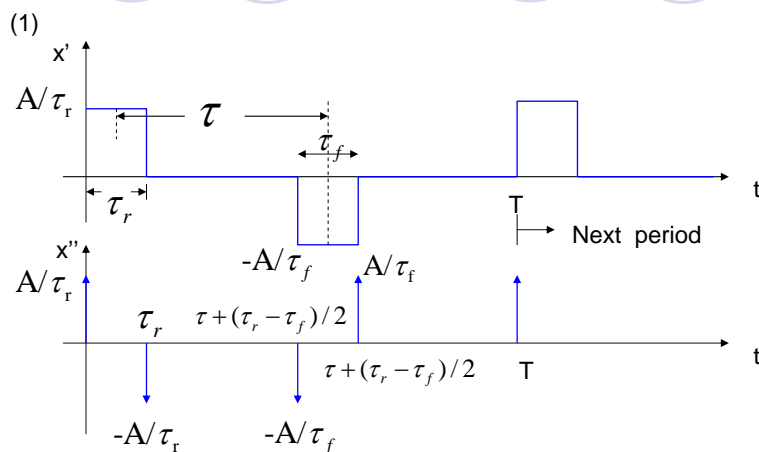 (1)
x’
A/τr
τ
τf
τr
t
T
Next period
-A/τf
A/τf
x’’
A/τr
τr
τ+(τr−τf)/2
t
τ+(τr−τf)/2
T
-A/τr
-A/τf